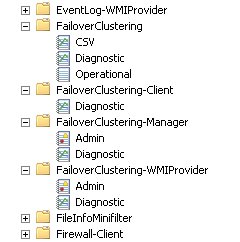 EventLog-WMIProvider
FailoverClustering
CSV
Diagnostic
Operational
FailoverClustering-Client
Diagnostic
FailoverClustering-Manager
Admin
Diagnostic
FailoverClustering-WMIProvider
Admin
Diagnostic
FileInfoMinifilter
Firewall-Client